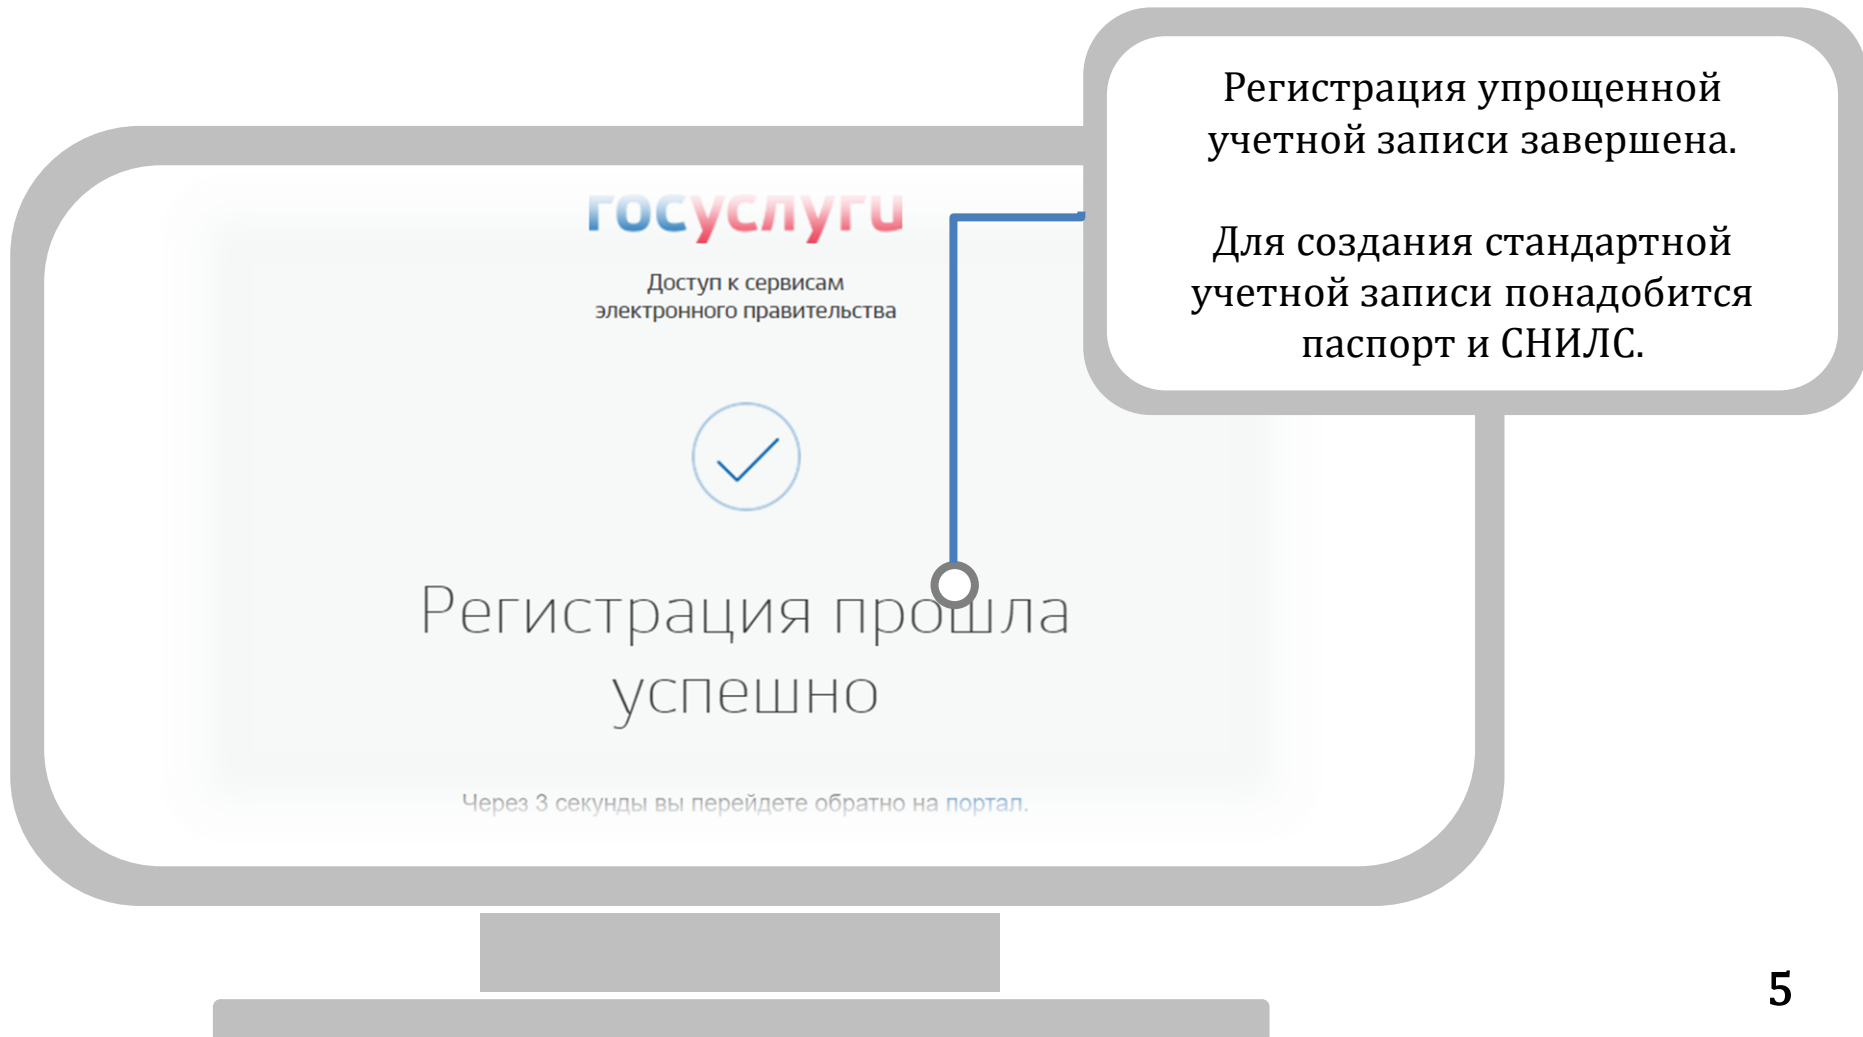 Регистрация упрощенной
учетной записи завершена.
Для создания стандартной
учетной записи понадобится
паспорт и СНИЛС.
госуслуги
Доступ к сервисам
электронного правительства
Регистрация прошла
успешно
Через 3 секунды вы перейдете обратно на портал.
5